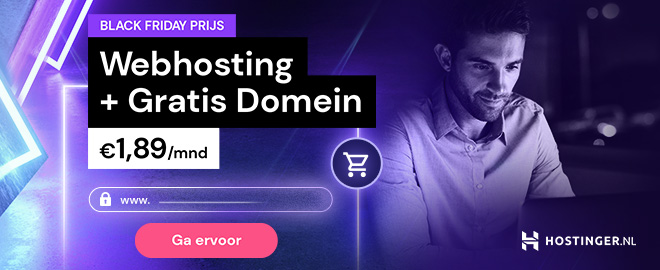 BLACK FRIDAY PRIJS
Webhosting
+ Gratis Domein
€1,89/mnd
www.
Ga ervoor
HOSTINGER.NL